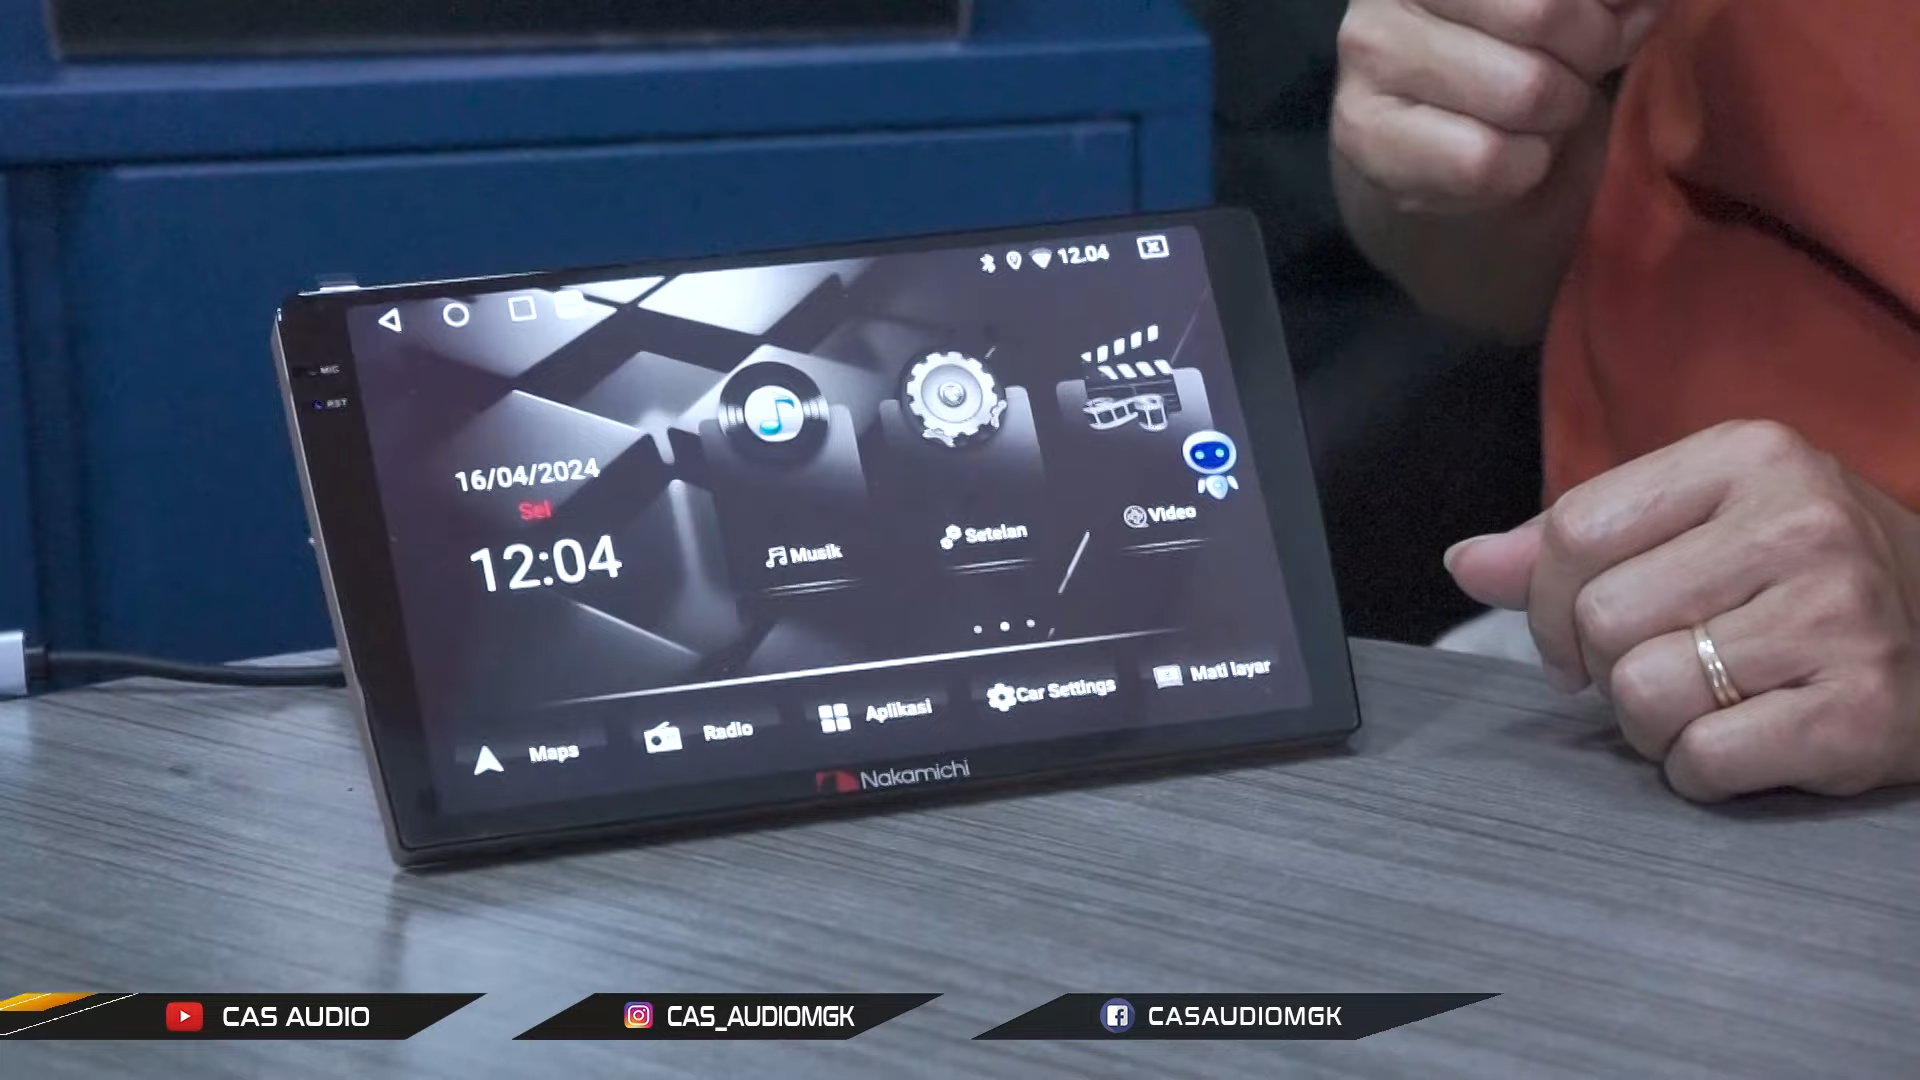 12.04
MIC
RST
16/04/2024
Sel
12:04
Musik
Setelan
Video
Maps
Radio
Aplikasi
Car Settings
Mati layar
Nakamichi
CAS AUDIO
CAS_AUDIOMGK
CASAUDIOMGK